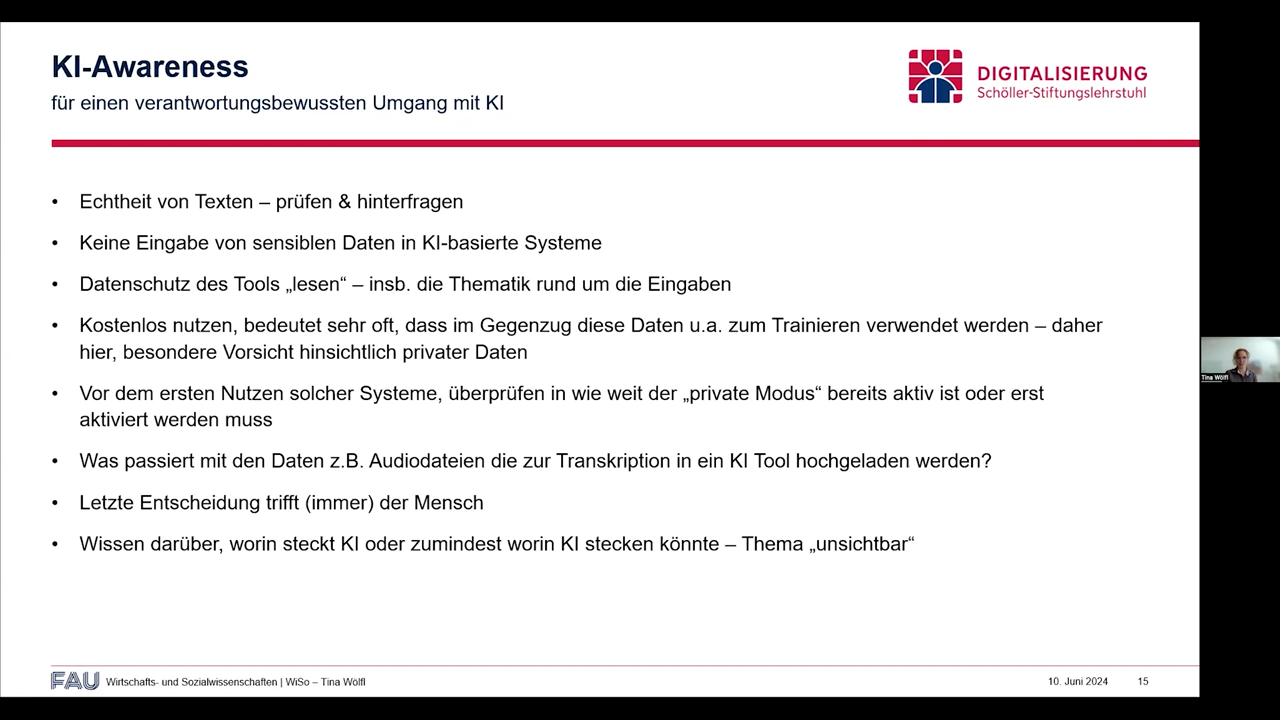 KI-Awareness
für einen verantwortungsbewussten Umgang mit KI
DIGITALISIERUNG
Schöller-Stiftungslehrstuhl
• Echtheit von Texten – prüfen & hinterfragen
• Keine Eingabe von sensiblen Daten in KI-basierte Systeme
• Datenschutz des Tools „lesen“ – insb. die Thematik rund um die Eingaben
• Kostenlos nutzen, bedeutet sehr oft, dass im Gegenzug diese Daten u.a. zum Trainieren verwendet werden – daher
hier, besondere Vorsicht hinsichtlich privater Daten
• Vor dem ersten Nutzen solcher Systeme, überprüfen in wie weit der „private Modus“ bereits aktiv ist oder erst
aktiviert werden muss
• Was passiert mit den Daten z.B. Audiodateien die zur Transkription in ein KI Tool hochgeladen werden?
• Letzte Entscheidung trifft (immer) der Mensch
• Wissen darüber, worin steckt KI oder zumindest worin KI stecken könnte – Thema „unsichtbar“
Tina Wölfl
FAU Wirtschafts- und Sozialwissenschaften | WiSo – Tina Wölfl
10. Juni 2024 15